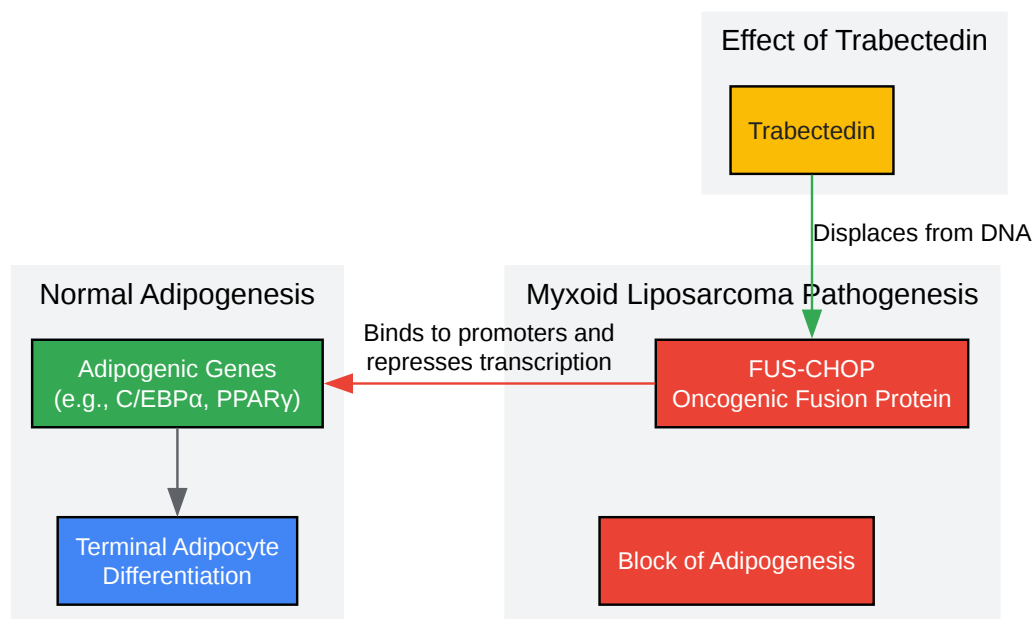 Effect of Trabectedin
Trabectedin
Displaces from DNA
Normal Adipogenesis
Myxoid Liposarcoma Pathogenesis
Binds to promoters and
represses transcription
Adipogenic Genes
(e.g., C/EBPα, PPARγ)
FUS-CHOP
Oncogenic Fusion Protein
Terminal Adipocyte
Differentiation
Block of Adipogenesis